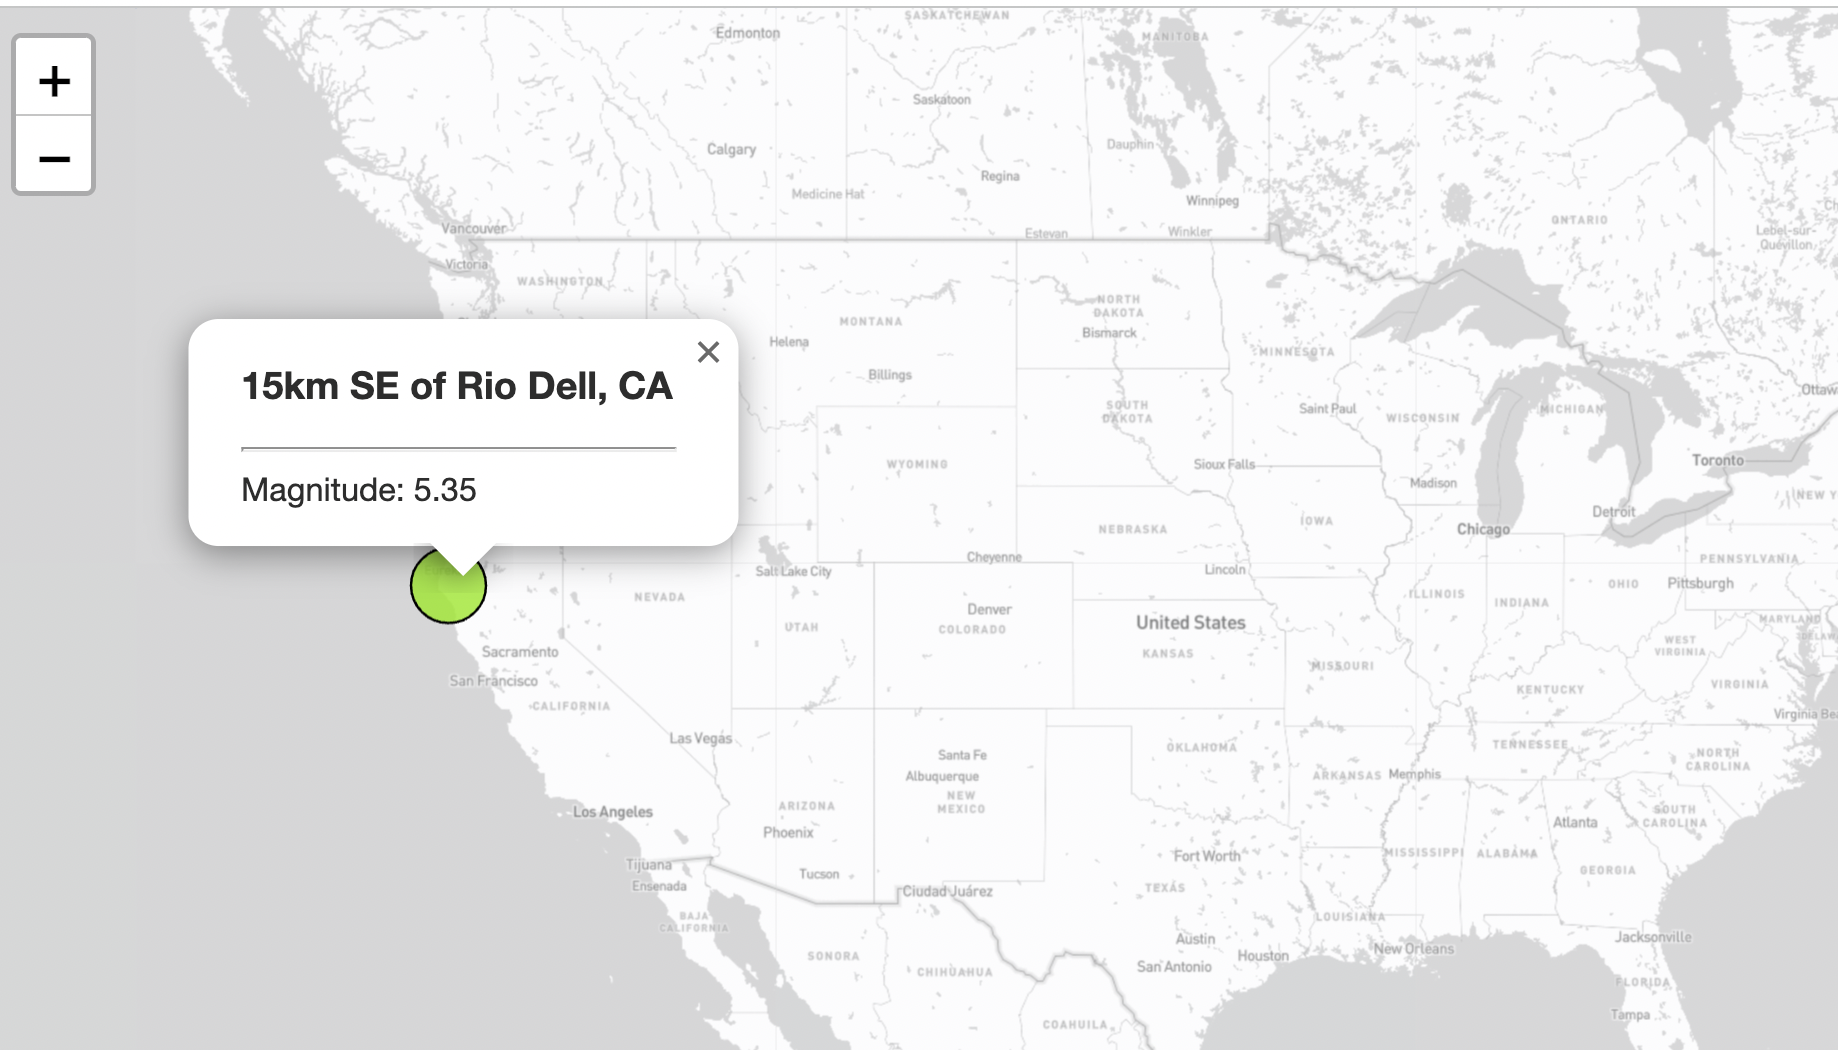 SASKATCHEWAN
Edmonton
MANITOBA
Saskatoon
Calgary
Dauphin
Regina
Medicine Hat
Winnipeg
ONTARIO
Vancouver
Estevan
Winkler
Lebel-sur-
Quévillon
Victoria
WASHINGTON
NORTH
DAKOTA
MONTANA
Bismarck
Helena
MINNESOTA
15km SE of Rio Dell, CA
Magnitude: 5.35
Billings
SOUTH
DAKOTA
Saint Paul
WISCONSIN
MICHIGAN
Ottaw
WYOMING
Sioux Falls
Toronto
Madison
NEW Y
Detroit
IOWA
Chicago
NEBRASKA
Cheyenne
PENNSYLVANIA
Salt Lake City
Lincoln
OHIO
Pittsburgh
NEVADA
ILLINOIS
INDIANA
Denver
COLORADO
UTAH
United States
MARYLAND
DELAW
WEST
VIRGINIA
Sacramento
KANSAS
MISSOURI
San Francisco
KENTUCKY
VIRGINIA
CALIFORNIA
Virginia Bea
Las Vegas
OKLAHOMA
TENNESSEE
Santa Fe
NORTH
CAROLINA
Albuquerque
ARKANSAS
Memphis
NEW
MEXICO
ARIZONA
Los Angeles
SOUTH
CAROLINA
Phoenix
Atlanta
Fort Worth
MISSISSIPPI
ALABAMA
Tijuana
Tucson
GEORGIA
Ensenada
Ciudad Juárez
TEXAS
BAJA
CALIFORNIA
LOUISIANA
Austin
New Orleans
Jacksonville
SONORA
Houston
San Antonio
CHIHUAHUA
FLORIDA
COAHUILA
Tampa
+
−
×